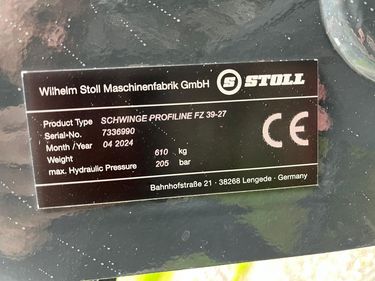 Wilhelm Stoll Maschinenfabrik GmbH S STOLL
Product Type SCHWINGE PROFILINE FZ 39-27
Serial-No. 7336990
Month / Year 04 2024
Weight 610 kg
max. Hydraulic Pressure 205 bar
CE
Bahnhofstraße 21 · 38268 Lengede · Germany